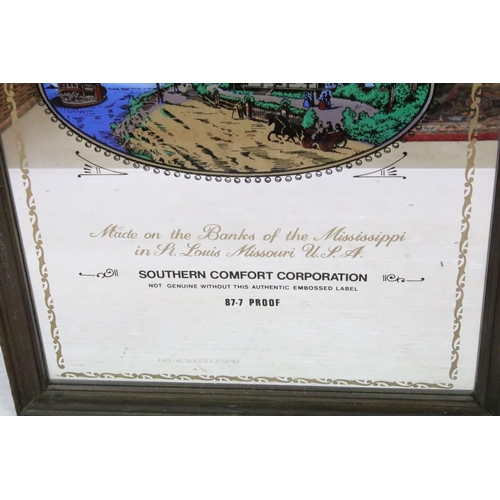 Made on the Banks of the Mississippi
in St. Louis Missouri U.S.A.
SOUTHERN COMFORT CORPORATION
NOT GENUINE WITHOUT THIS AUTHENTIC EMBOSSED LABEL
87·7 PROOF